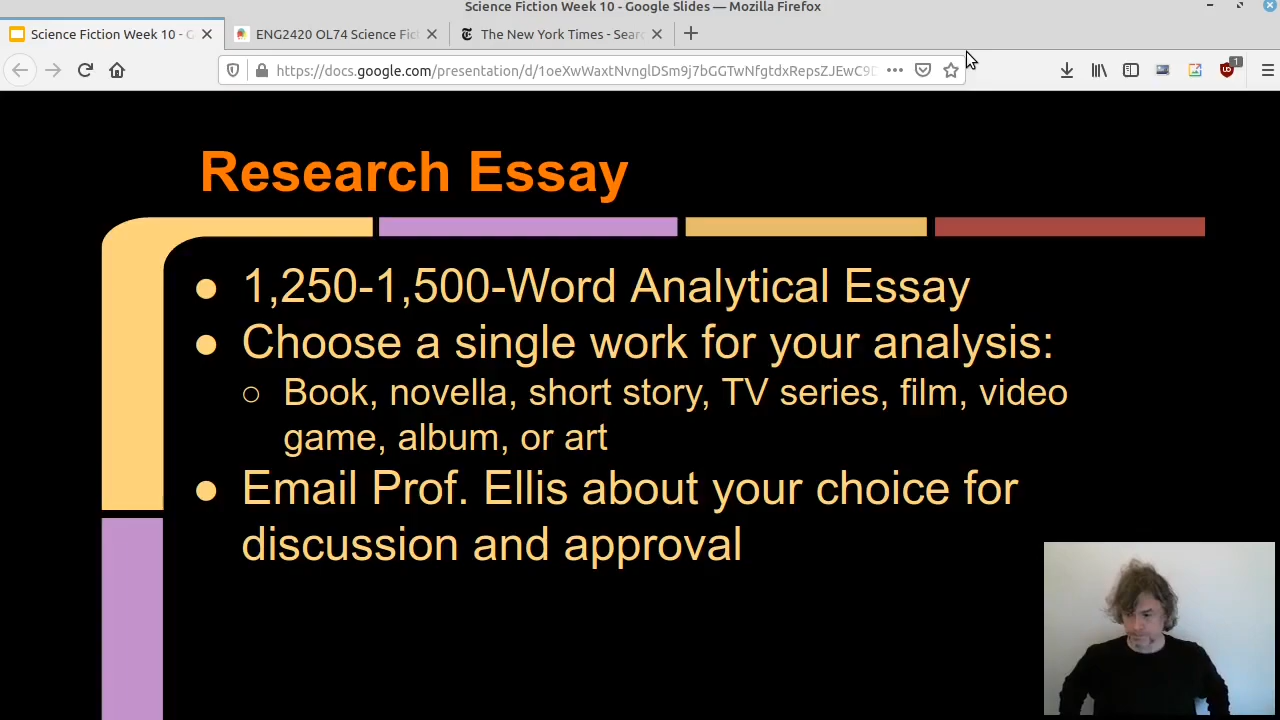 Science Fiction Week 10 - Google Slides — Mozilla Firefox
Science Fiction Week 10 - G
ENG2420 OL74 Science Fic
The New York Times - Sear
https://docs.google.com/presentation/d/1oeXwWaxtNvnglDSm9j7bGGTwNfgtdxRepsZJEwC9D
1
Research Essay
● 1,250-1,500-Word Analytical Essay
● Choose a single work for your analysis:
○ Book, novella, short story, TV series, film, video
game, album, or art
● Email Prof. Ellis about your choice for
discussion and approval